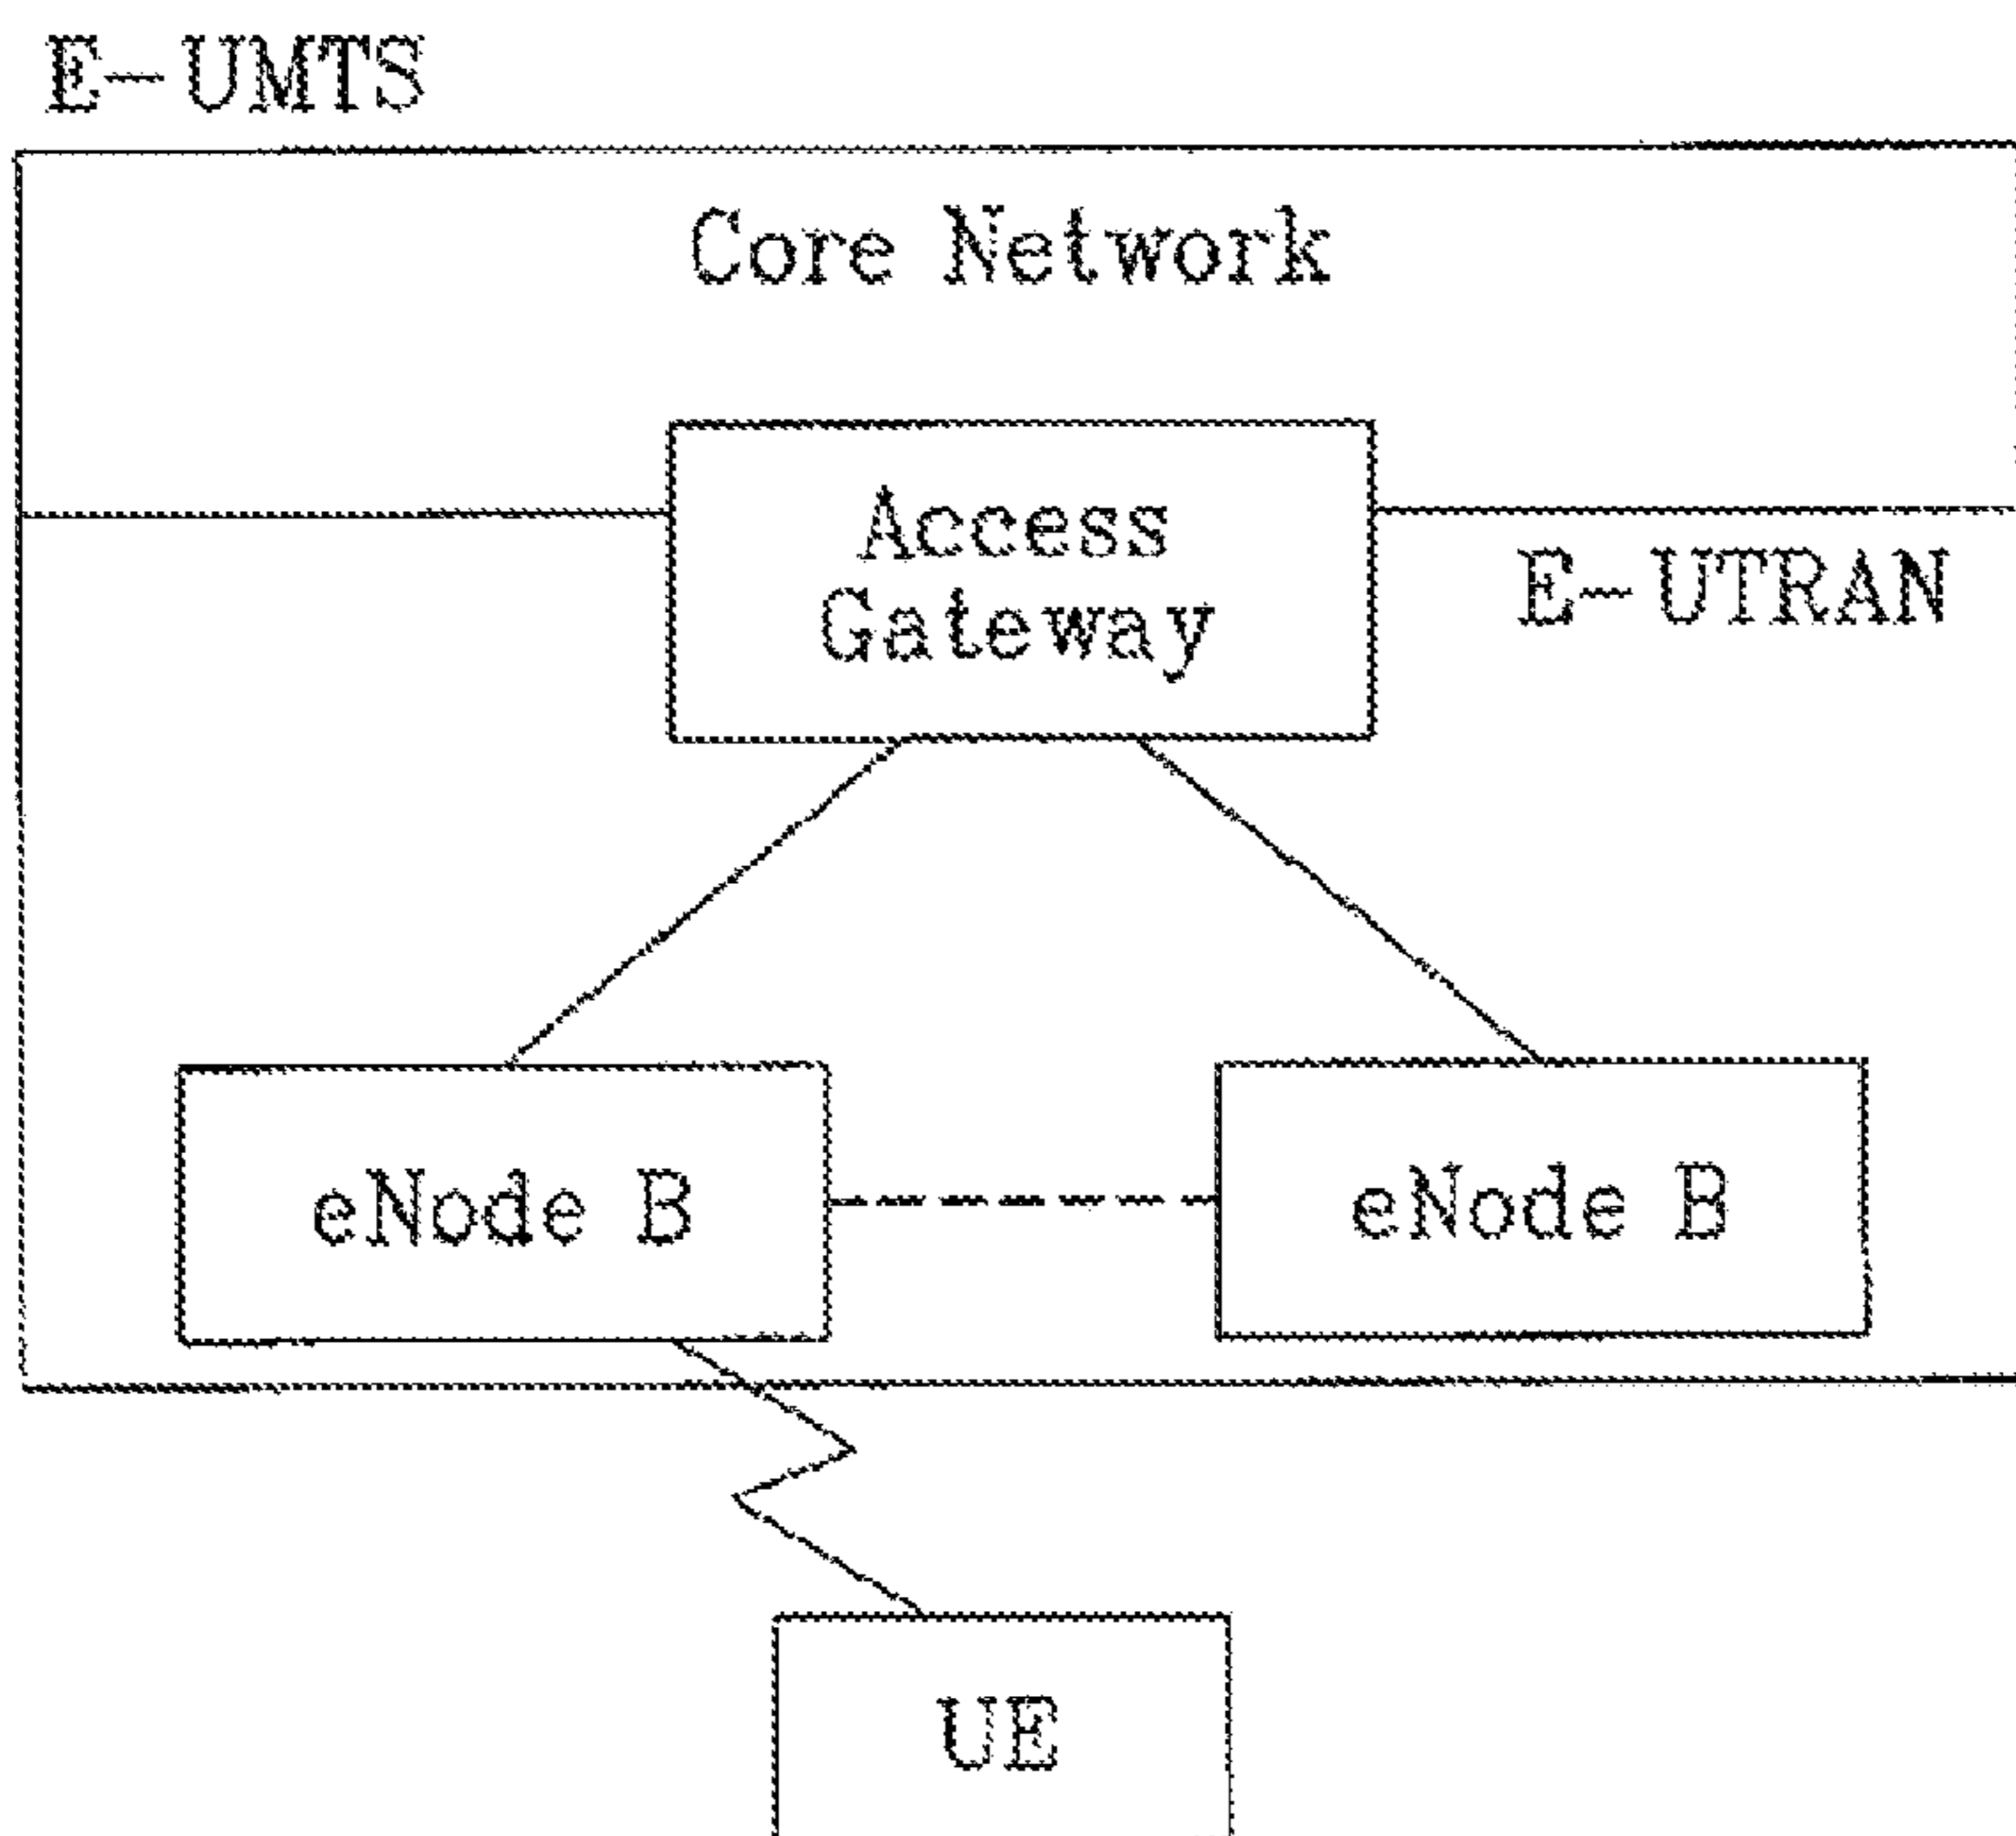 E-UMTS
Core Network
Access
Gateway
E-UTRAN
eNode B
eNode B
UE